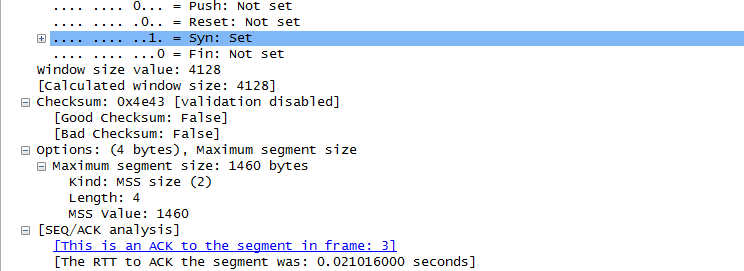 .... .... 0... = Push: Not set
.... .... .0.. = Reset: Not set
.... .... ..1. = Syn: Set
.... .... ...0 = Fin: Not set
Window size value: 4128
[Calculated window size: 4128]
Checksum: 0x4e43 [validation disabled]
[Good Checksum: False]
[Bad Checksum: False]
Options: (4 bytes), Maximum segment size
Maximum segment size: 1460 bytes
Kind: MSS size (2)
Length: 4
MSS Value: 1460
[SEQ/ACK analysis]
[This is an ACK to the segment in frame: 3]
[The RTT to ACK the segment was: 0.021016000 seconds]